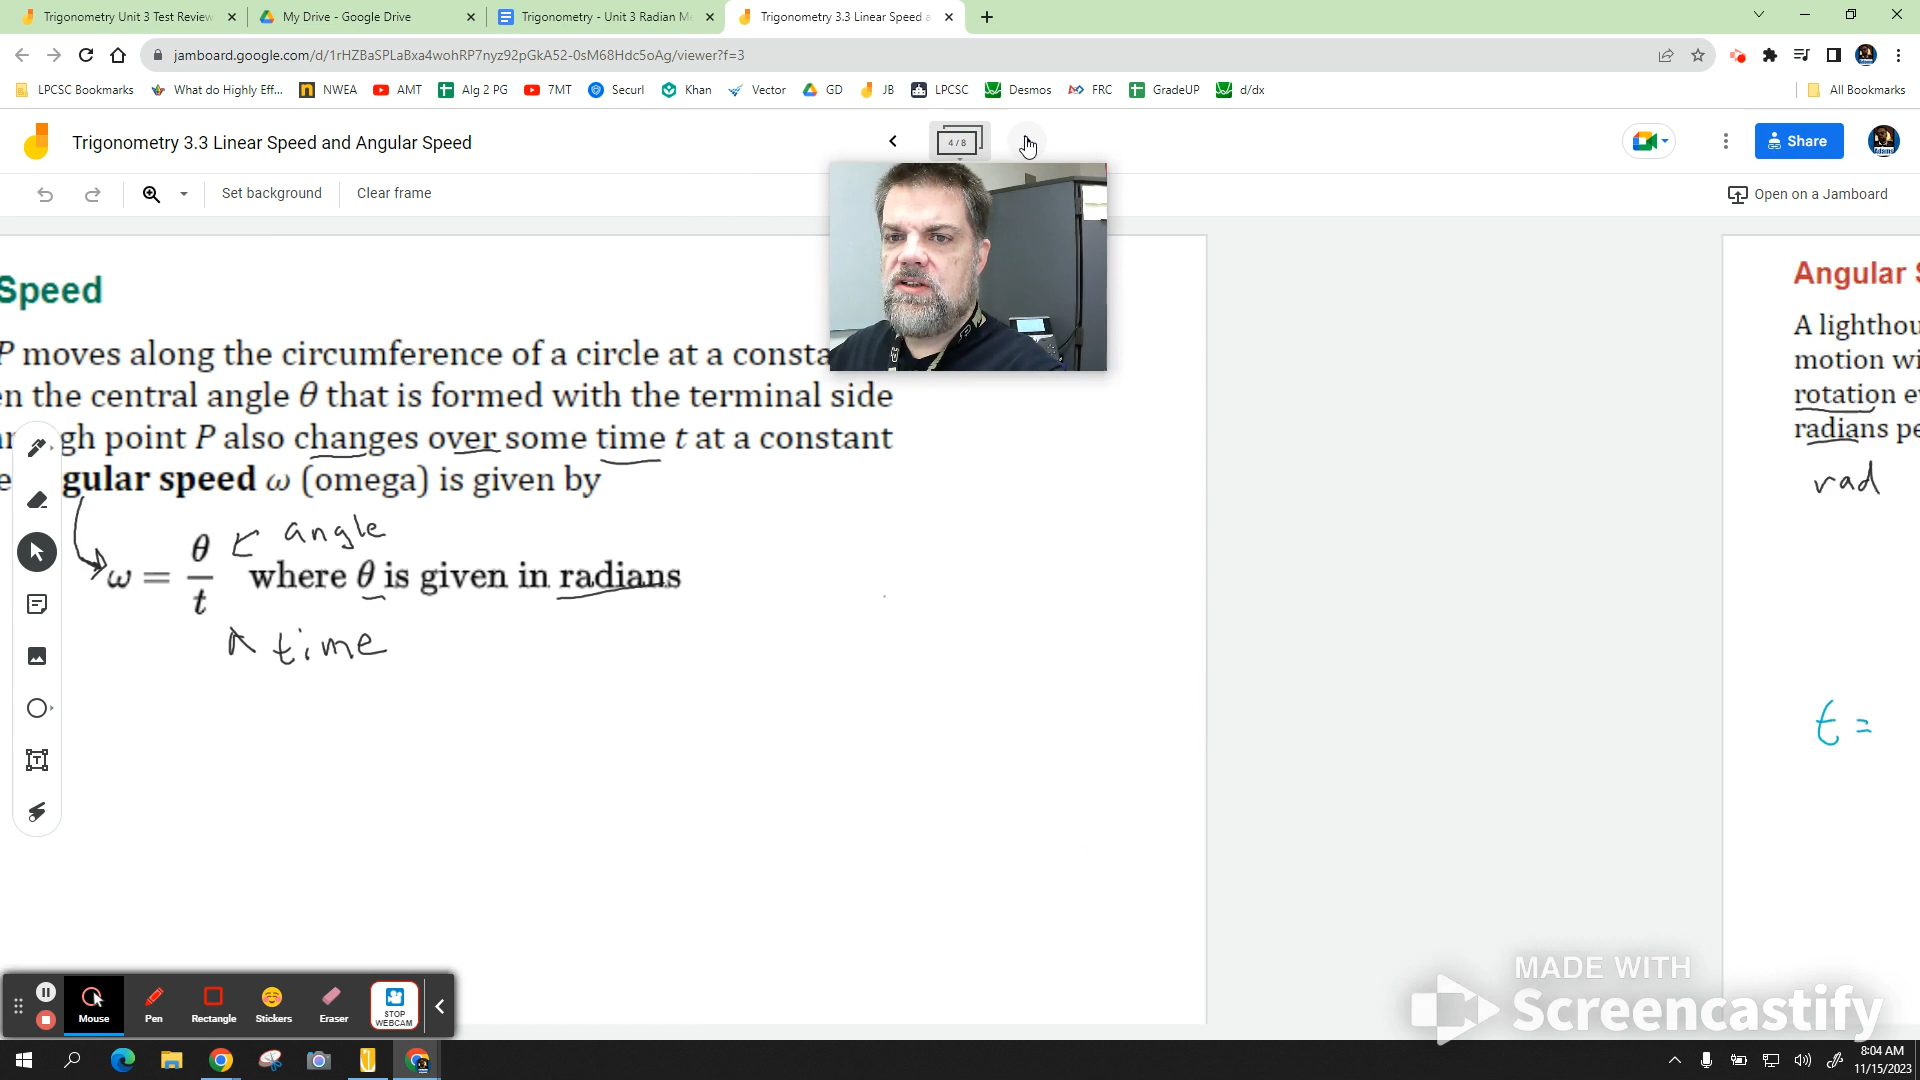 Trigonometry Unit 3 Test Review
My Drive - Google Drive
Trigonometry - Unit 3 Radian M
Trigonometry 3.3 Linear Speed a
jamboard.google.com/d/1rHZBaSPLaBxa4wohRP7nyz92pGkA52-0sM68Hdc5oAg/viewer?f=3
LPCSC Bookmarks
What do Highly Eff...
NWEA
AMT
Alg 2 PG
7MT
Securl
Khan
Vector
GD
JB
LPCSC
Desmos
FRC
GradeUP
d/dx
All Bookmarks
Trigonometry 3.3 Linear Speed and Angular Speed
4 / 8
Share
Set background
Clear frame
Open on a Jamboard
Speed
P moves along the circumference of a circle at a consta
en the central angle θ that is formed with the terminal side
gh point P also changes over some time t at a constant
gular speed ω (omega) is given by
angle
ω = θ/t where θ is given in radians
time
Angular S
A lighthou
motion wi
rotation e
radians pe
rad
t =
Mouse
Pen
Rectangle
Stickers
Eraser
STOP WEBCAM
MADE WITH
Screencastify
8:04 AM
11/15/2023